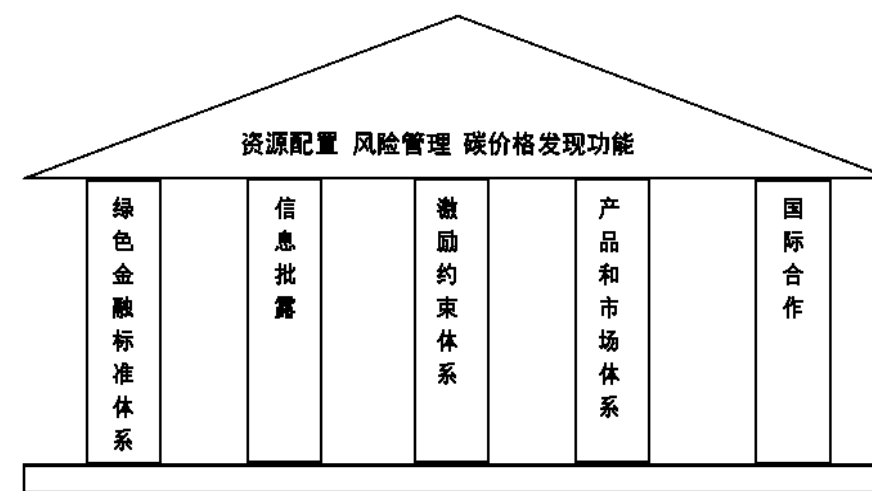 资源配置 风险管理 碳价格发现功能
绿色金融标准体系
信息批露
激励约束体系
产品和市场体系
国际合作